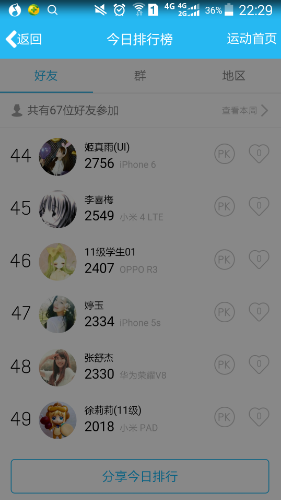 4G 4G 2G 36% 22:29
返回 今日排行榜 运动首页
好友 群 地区
共有67位好友参加 查看本周
44 姬真雨(UI) PK 0
2756 iPhone 6
45 李喜梅 PK 0
2549 小米 4 LTE
46 11级学生01 PK 0
2407 OPPO R3
47 婷玉 PK 0
2334 iPhone 5s
48 张舒杰 PK 0
2330 华为荣耀V8
49 徐莉莉(11级) PK 0
2018 小米 PAD
分享今日排行